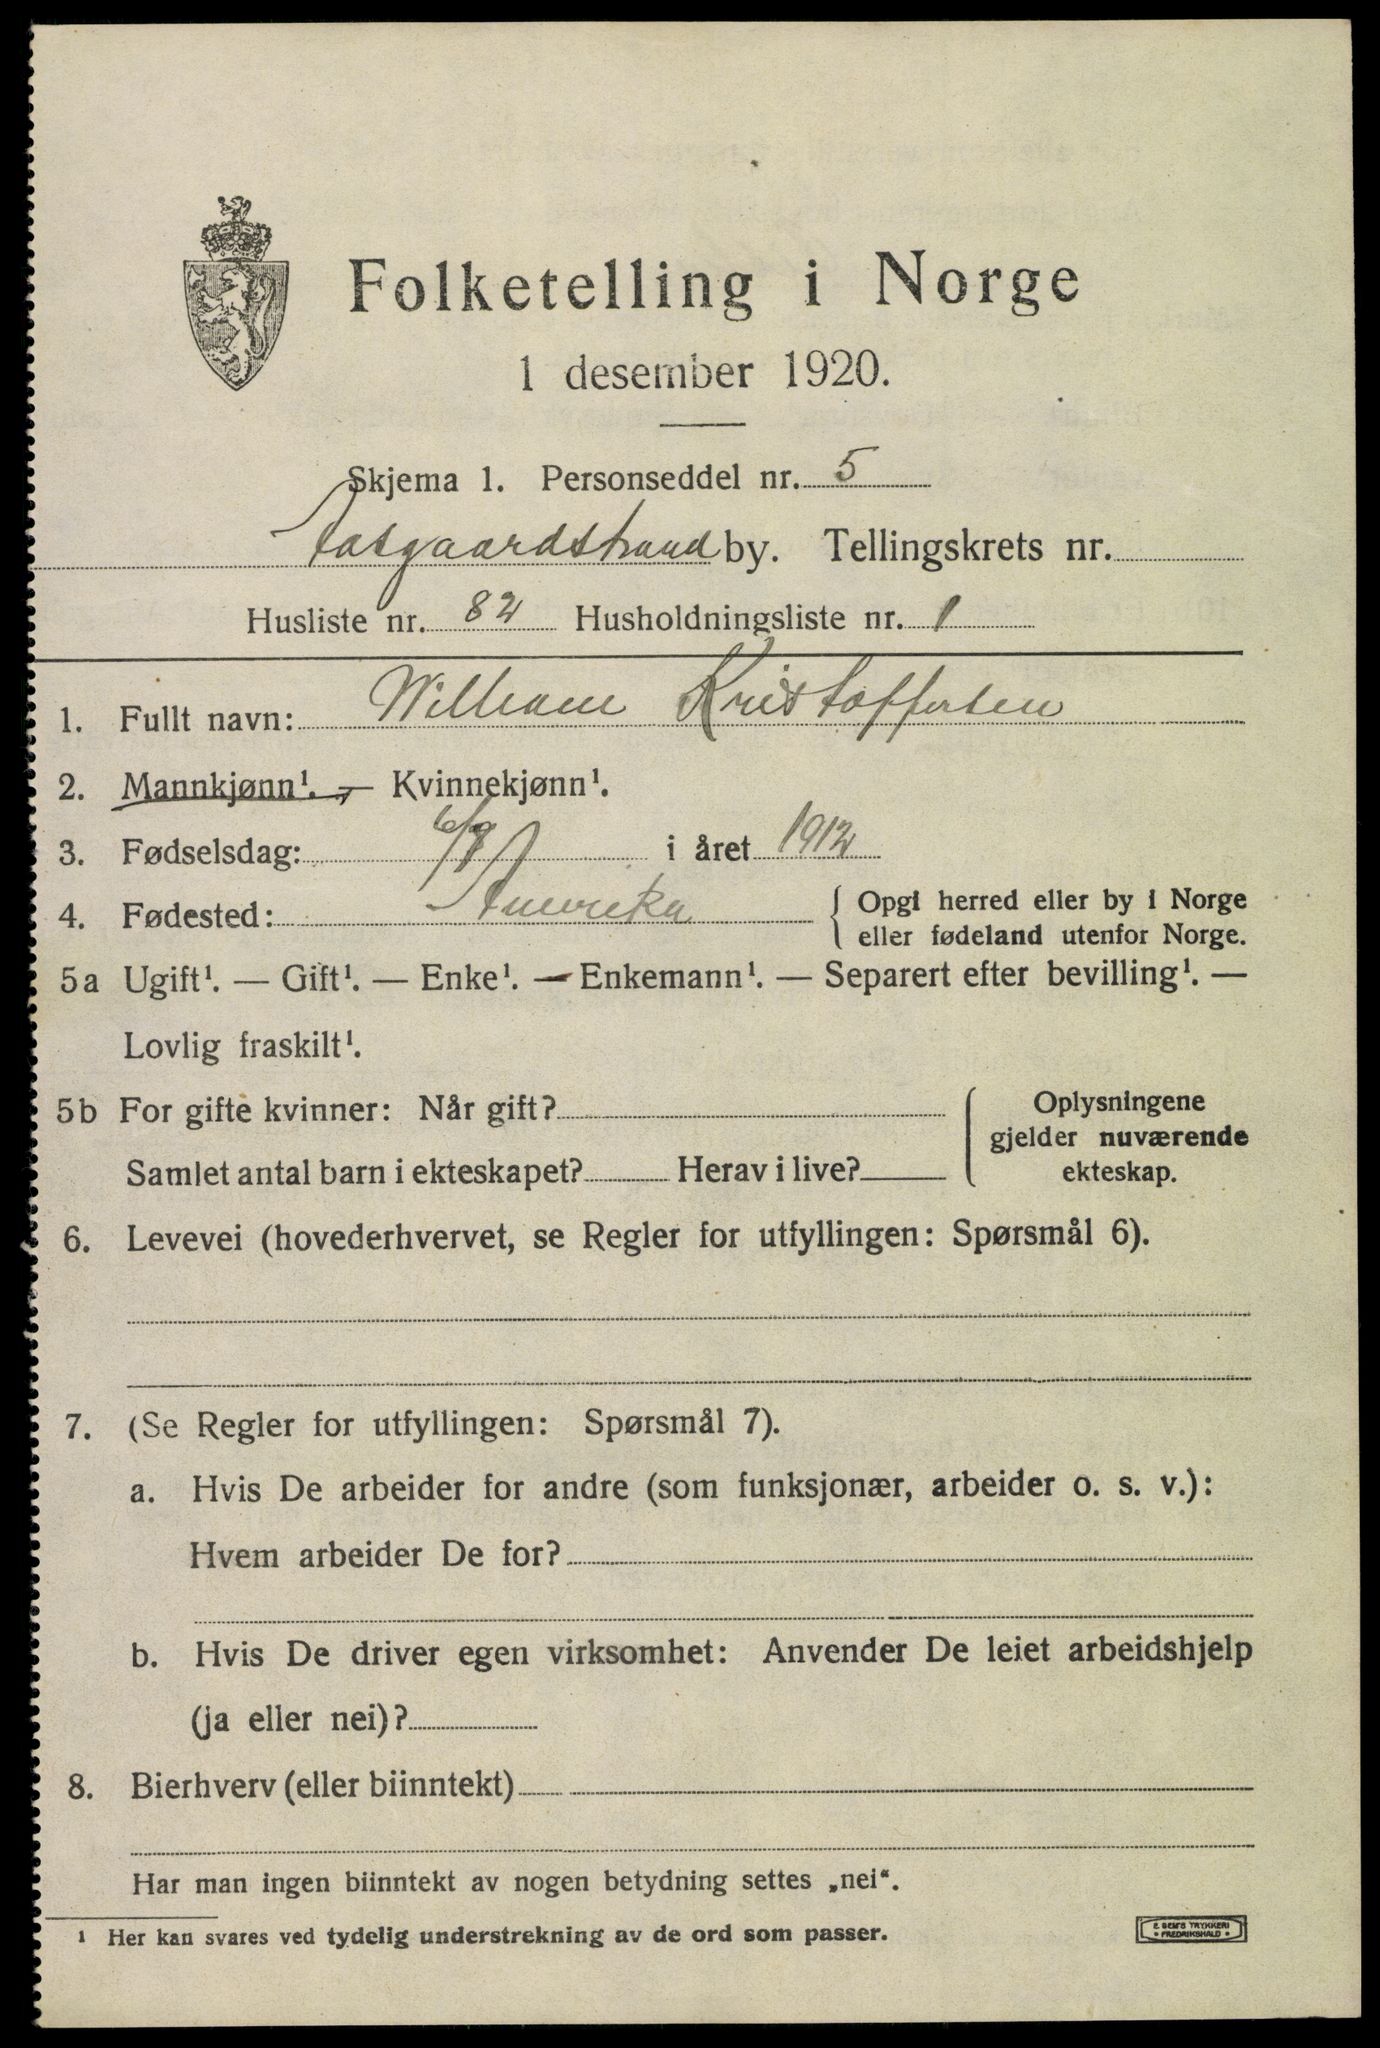 Folketelling i Norge
1 desember 1920.
Skjema 1. Personseddel nr. 5
Aasgaardstrand by. Tellingskrets nr.
Husliste nr. 82 Husholdningsliste nr. 1
1. Fullt navn: William Kristoffersen
2. Mannkjønn¹. — Kvinnekjønn¹.
3. Fødselsdag: 6/9 i året 1912
4. Fødested: Amerika { Opgi herred eller by i Norge
eller fødeland utenfor Norge.
5a Ugift¹. — Gift¹. — Enke¹. — Enkemann¹. — Separert efter bevilling¹. —
Lovlig fraskilt¹.
5b For gifte kvinner: Når gift? { Oplysningene
gjelder nuværende
Samlet antal barn i ekteskapet? Herav i live? ekteskap.
6. Levevei (hovederhvervet, se Regler for utfyllingen: Spørsmål 6).
7. (Se Regler for utfyllingen: Spørsmål 7).
a. Hvis De arbeider for andre (som funksjonær, arbeider o. s. v.):
Hvem arbeider De for?
b. Hvis De driver egen virksomhet: Anvender De leiet arbeidshjelp
(ja eller nei)?
8. Bierhverv (eller biinntekt)
Har man ingen biinntekt av nogen betydning settes „nei“.
¹ Her kan svares ved tydelig understrekning av de ord som passer.
E. SEM'S TRYKKERI
• FREDRIKSHALD •